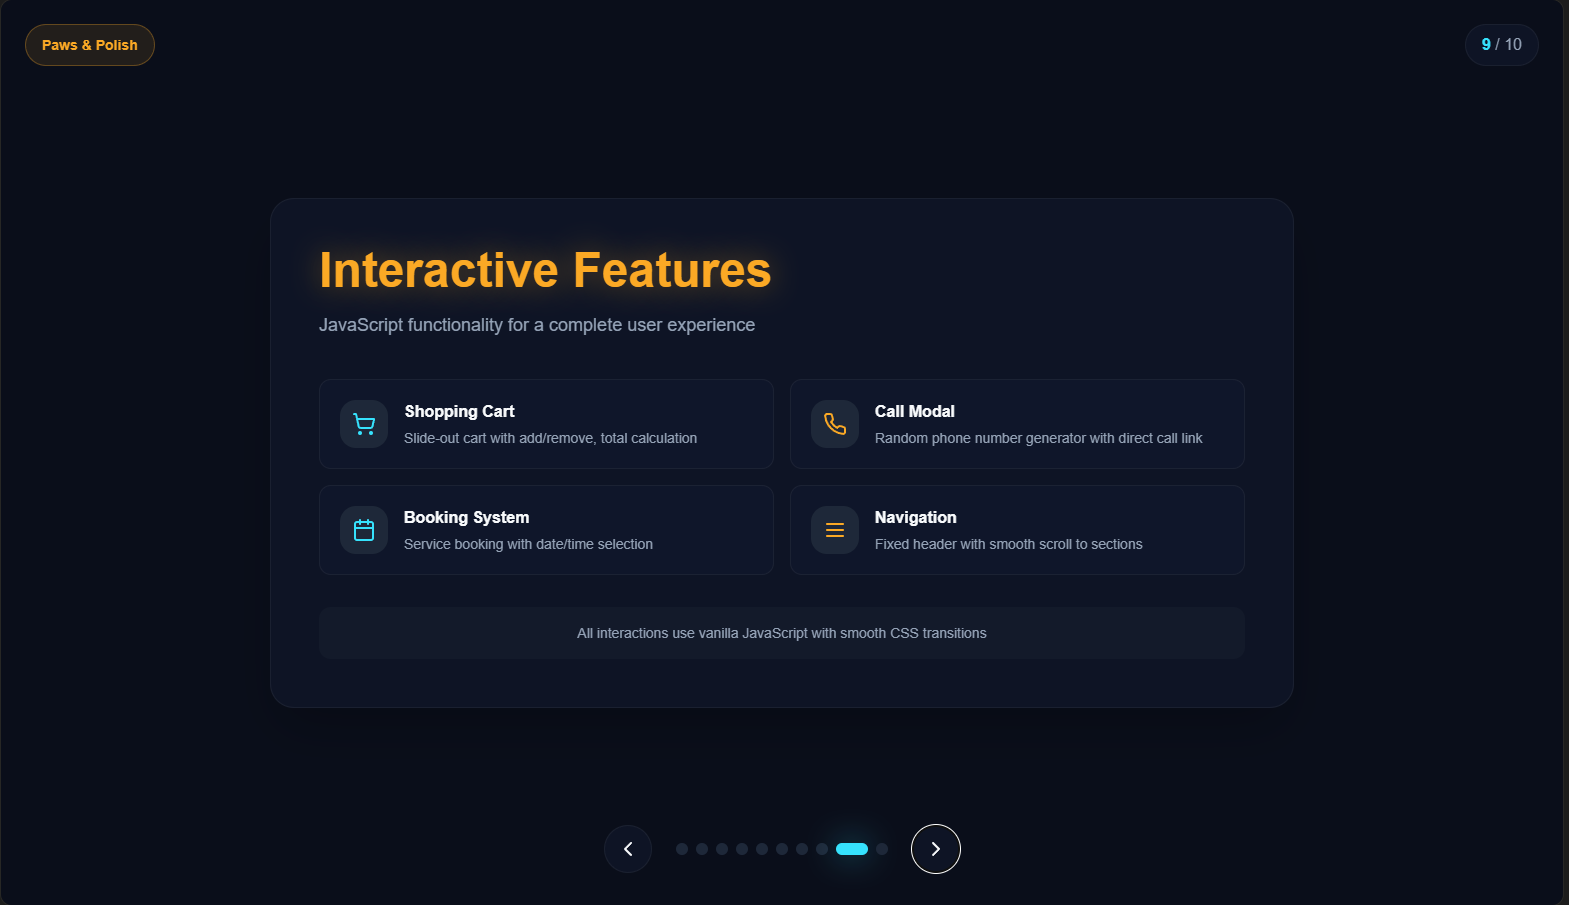 Paws & Polish
9 / 10
Interactive Features
JavaScript functionality for a complete user experience
Shopping Cart
Slide-out cart with add/remove, total calculation
Call Modal
Random phone number generator with direct call link
Booking System
Service booking with date/time selection
Navigation
Fixed header with smooth scroll to sections
All interactions use vanilla JavaScript with smooth CSS transitions